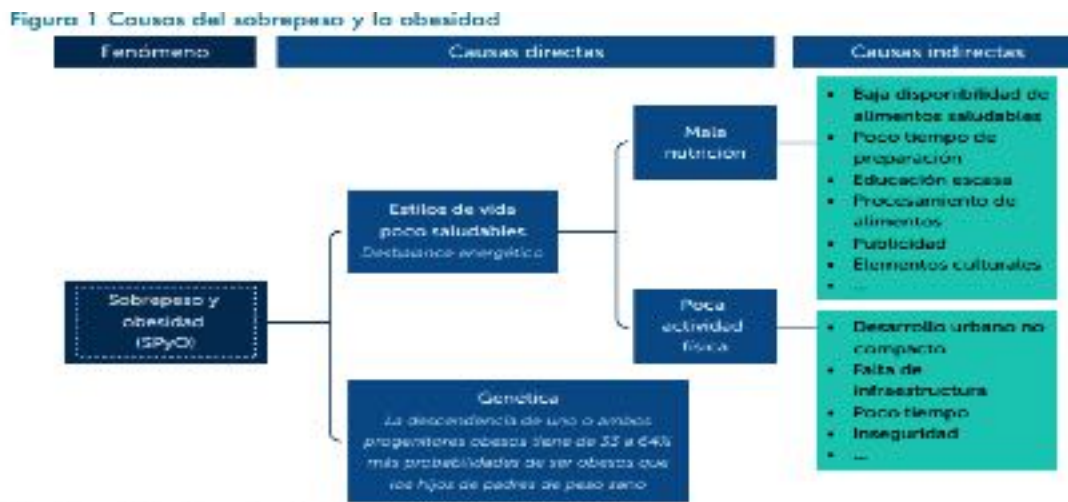 Figura 1 Causas del sobrepeso y la obesidad
Fenómeno
Causas directas
Causas indirectas
Sobrepeso y
obesidad
(SPyO)
Estilos de vida
poco saludables
Desbalance energético
Genética
La descendencia de uno o ambos
progenitores obesos tiene de 33 a 64%
más probabilidades de ser obesos que
los hijos de padres de peso sano
Mala
nutrición
Poca
actividad
física
• Baja disponibilidad de
alimentos saludables
• Poco tiempo de
preparación
• Educación escasa
• Procesamiento de
alimentos
• Publicidad
• Elementos culturales
• ...
• Desarrollo urbano no
compacto
• Falta de
infraestructura
• Poco tiempo
• Inseguridad
• ...